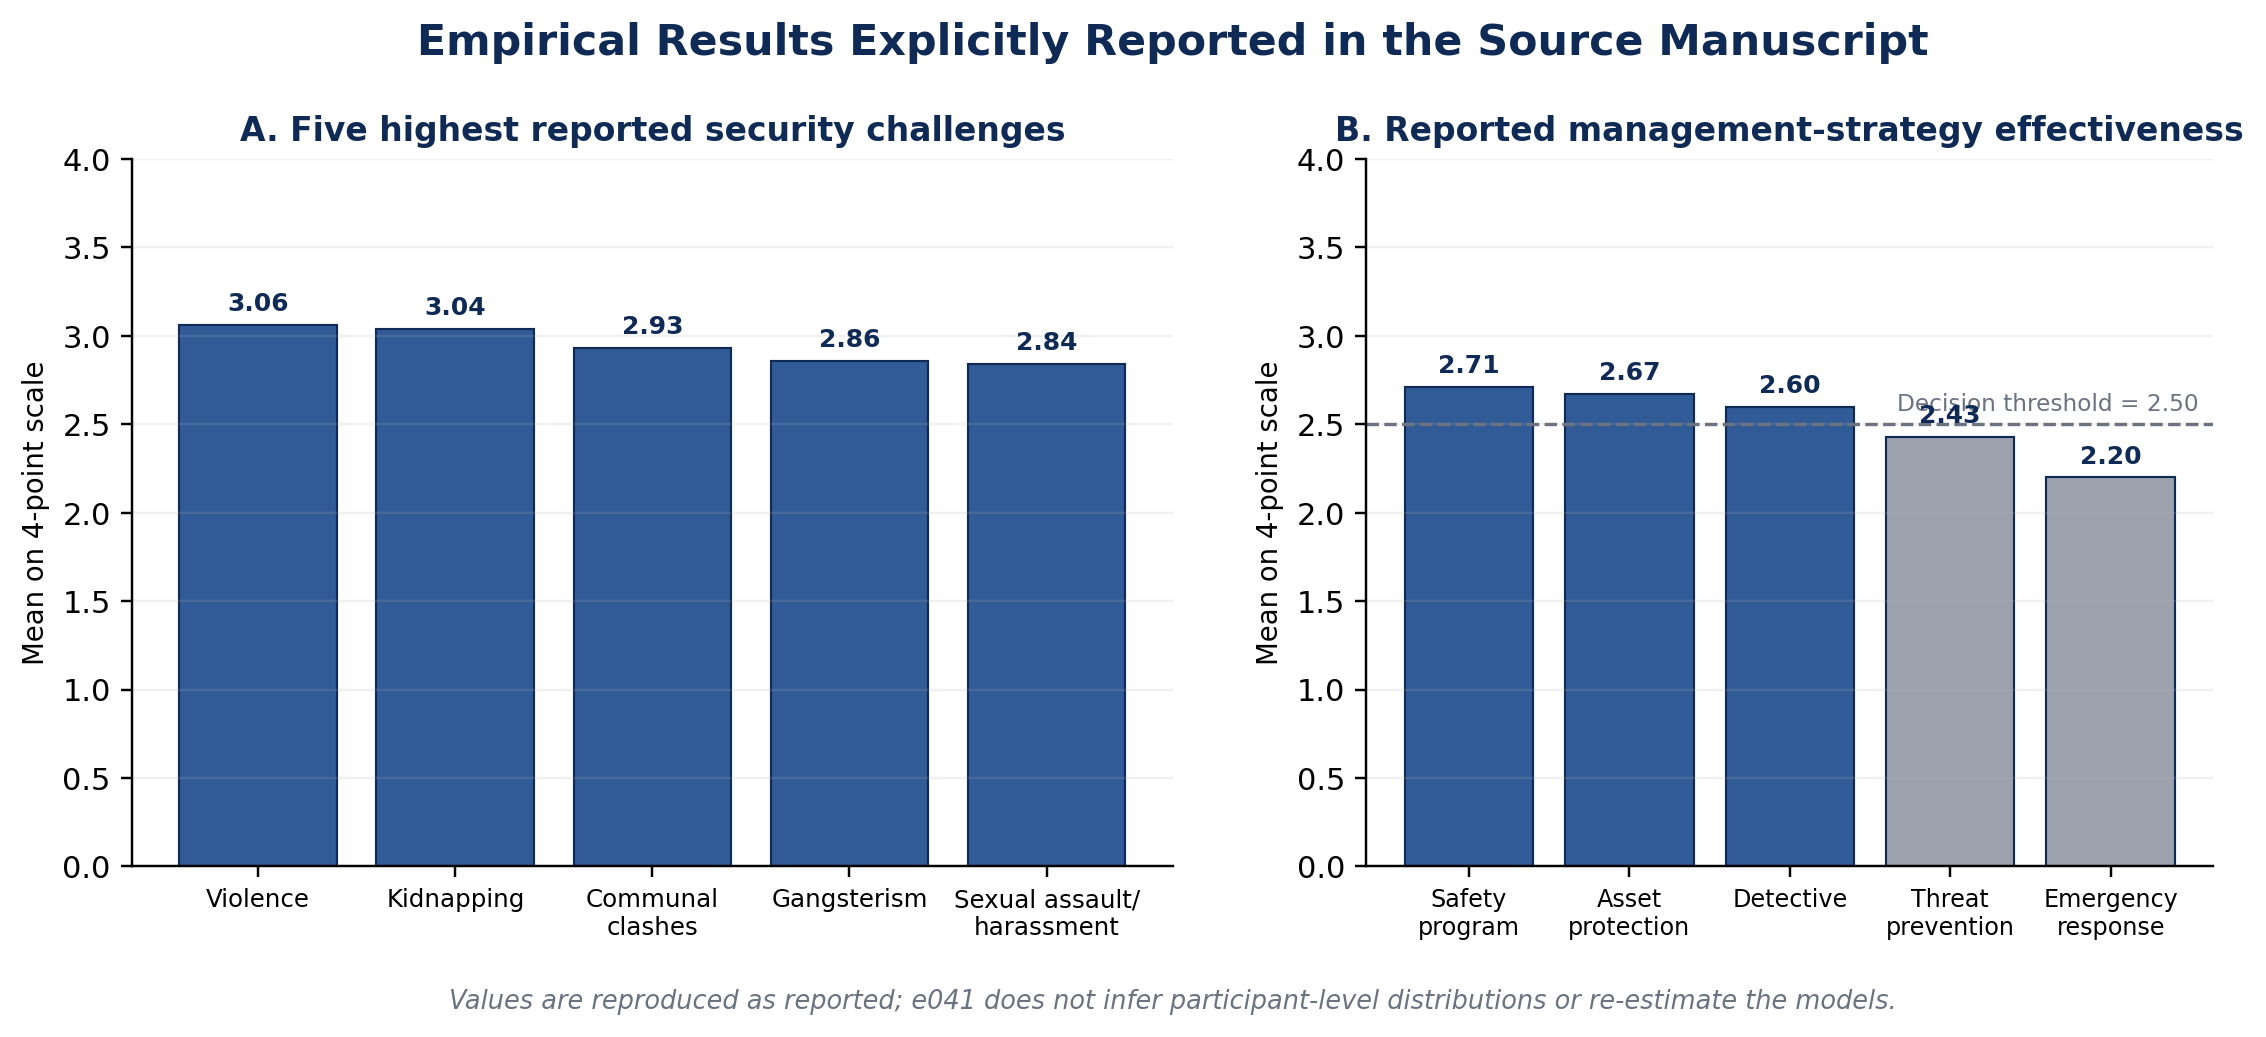 Empirical Results Explicitly Reported in the Source Manuscript
A. Five highest reported security challenges
Mean on 4-point scale
4.0
3.5
3.0
2.5
2.0
1.5
1.0
0.5
0.0
3.06
3.04
2.93
2.86
2.84
Violence
Kidnapping
Communal
clashes
Gangsterism
Sexual assault/
harassment
B. Reported management-strategy effectiveness
Mean on 4-point scale
4.0
3.5
3.0
2.5
2.0
1.5
1.0
0.5
0.0
2.71
2.67
2.60
Decision threshold = 2.50
2.43
2.20
Safety
program
Asset
protection
Detective
Threat
prevention
Emergency
response
Values are reproduced as reported; e041 does not infer participant-level distributions or re-estimate the models.